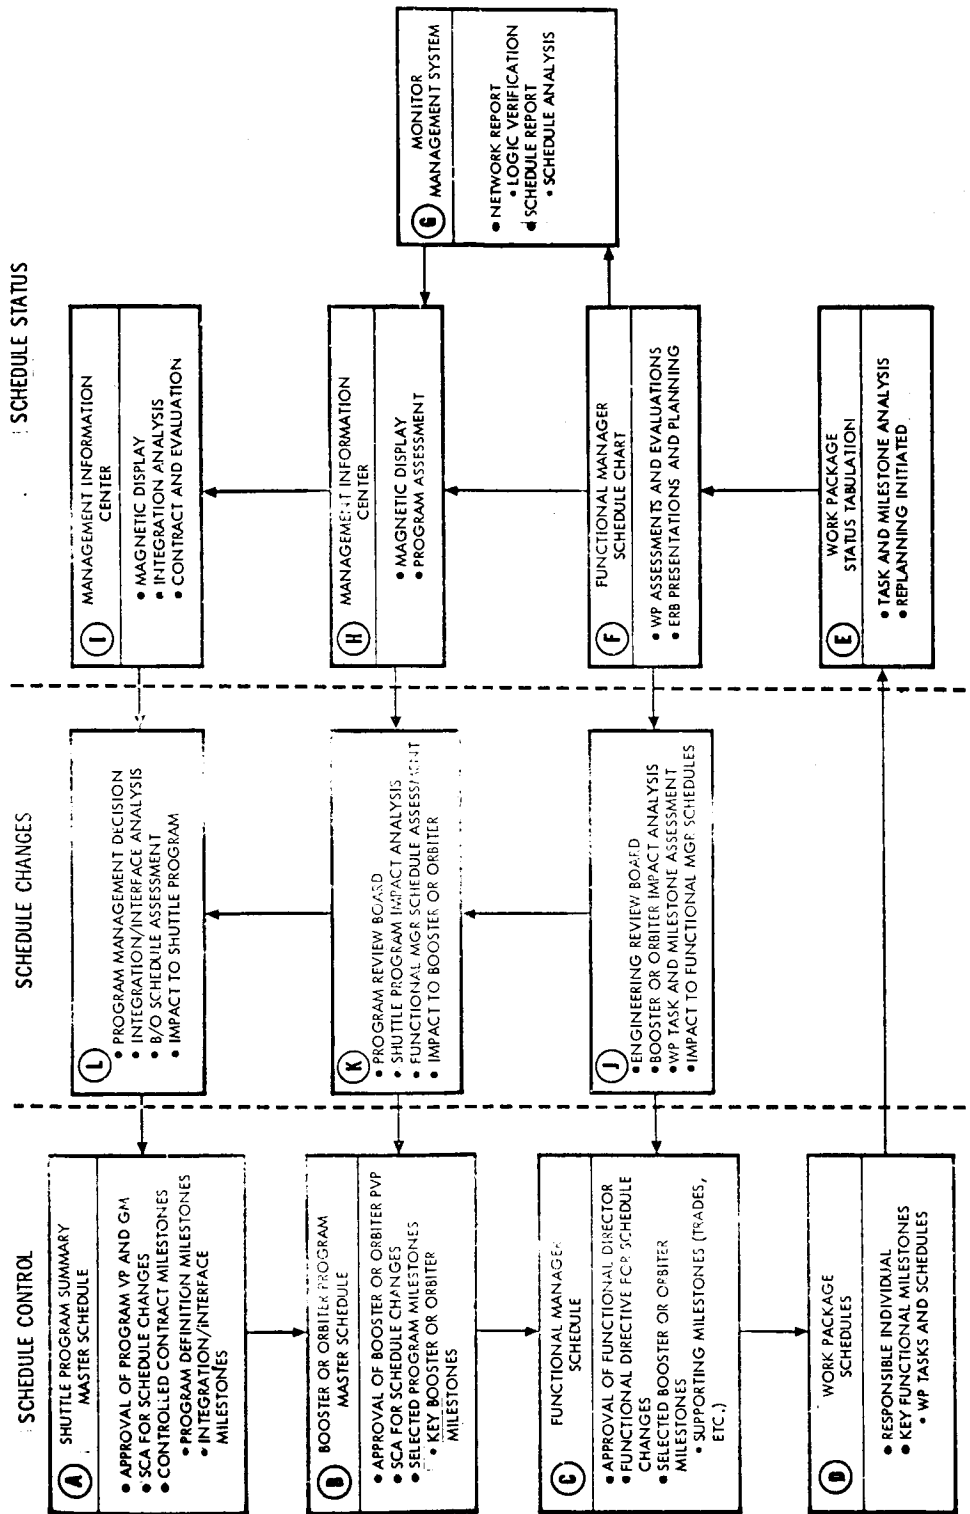 SCHEDULE CONTROL
SCHEDULE CHANGES
SCHEDULE STATUS
A
SHUTTLE PROGRAM SUMMARY
MASTER SCHEDULE
• APPROVAL OF PROGRAM VP AND GM
• SCA FOR SCHEDULE CHANGES
• CONTROLLED CONTRACT MILESTONES
• PROGRAM DEFINITION MILESTONES
• INTEGRATION/INTERFACE
MILESTONES
B
BOOSTER OR ORBITER PROGRAM
MASTER SCHEDULE
• APPROVAL OF BOOSTER OR ORBITER PVP
• SCA FOR SCHEDULE CHANGES
• SELECTED PROGRAM MILESTONES
• KEY BOOSTER OR ORBITER
MILESTONES
C
FUNCTIONAL MANAGER
SCHEDULE
• APPROVAL OF FUNCTIONAL DIRECTOR
• FUNCTIONAL DIRECTIVE FOR SCHEDULE
CHANGES
• SELECTED BOOSTER OR ORBITER
MILESTONES
• SUPPORTING MILESTONES (TRADES,
ETC.)
D
WORK PACKAGE
SCHEDULES
• RESPONSIBLE INDIVIDUAL
• KEY FUNCTIONAL MILESTONES
• WP TASKS AND SCHEDULES
L
• PROGRAM MANAGEMENT DECISION
• INTEGRATION/INTERFACE ANALYSIS
• B/O SCHEDULE ASSESSMENT
• IMPACT TO SHUTTLE PROGRAM
K
• PROGRAM REVIEW BOARD
• SHUTTLE PROGRAM IMPACT ANALYSIS
• FUNCTIONAL MGR SCHEDULE ASSESSMENT
• IMPACT TO BOOSTER OR ORBITER
J
• ENGINEERING REVIEW BOARD
• BOOSTER OR ORBITER IMPACT ANALYSIS
• WP TASK AND MILESTONE ASSESSMENT
• IMPACT TO FUNCTIONAL MGR SCHEDULES
I
MANAGEMENT INFORMATION
CENTER
• MAGNETIC DISPLAY
• INTEGRATION ANALYSIS
• CONTRACT AND EVALUATION
H
MANAGEMENT INFORMATION
CENTER
• MAGNETIC DISPLAY
• PROGRAM ASSESSMENT
F
FUNCTIONAL MANAGER
SCHEDULE CHART
• WP ASSESSMENTS AND EVALUATIONS
• ERB PRESENTATIONS AND PLANNING
E
WORK PACKAGE
STATUS TABULATION
• TASK AND MILESTONE ANALYSIS
• REPLANNING INITIATED
G
MONITOR
MANAGEMENT SYSTEM
• NETWORK REPORT
• LOGIC VERIFICATION
• SCHEDULE REPORT
• SCHEDULE ANALYSIS